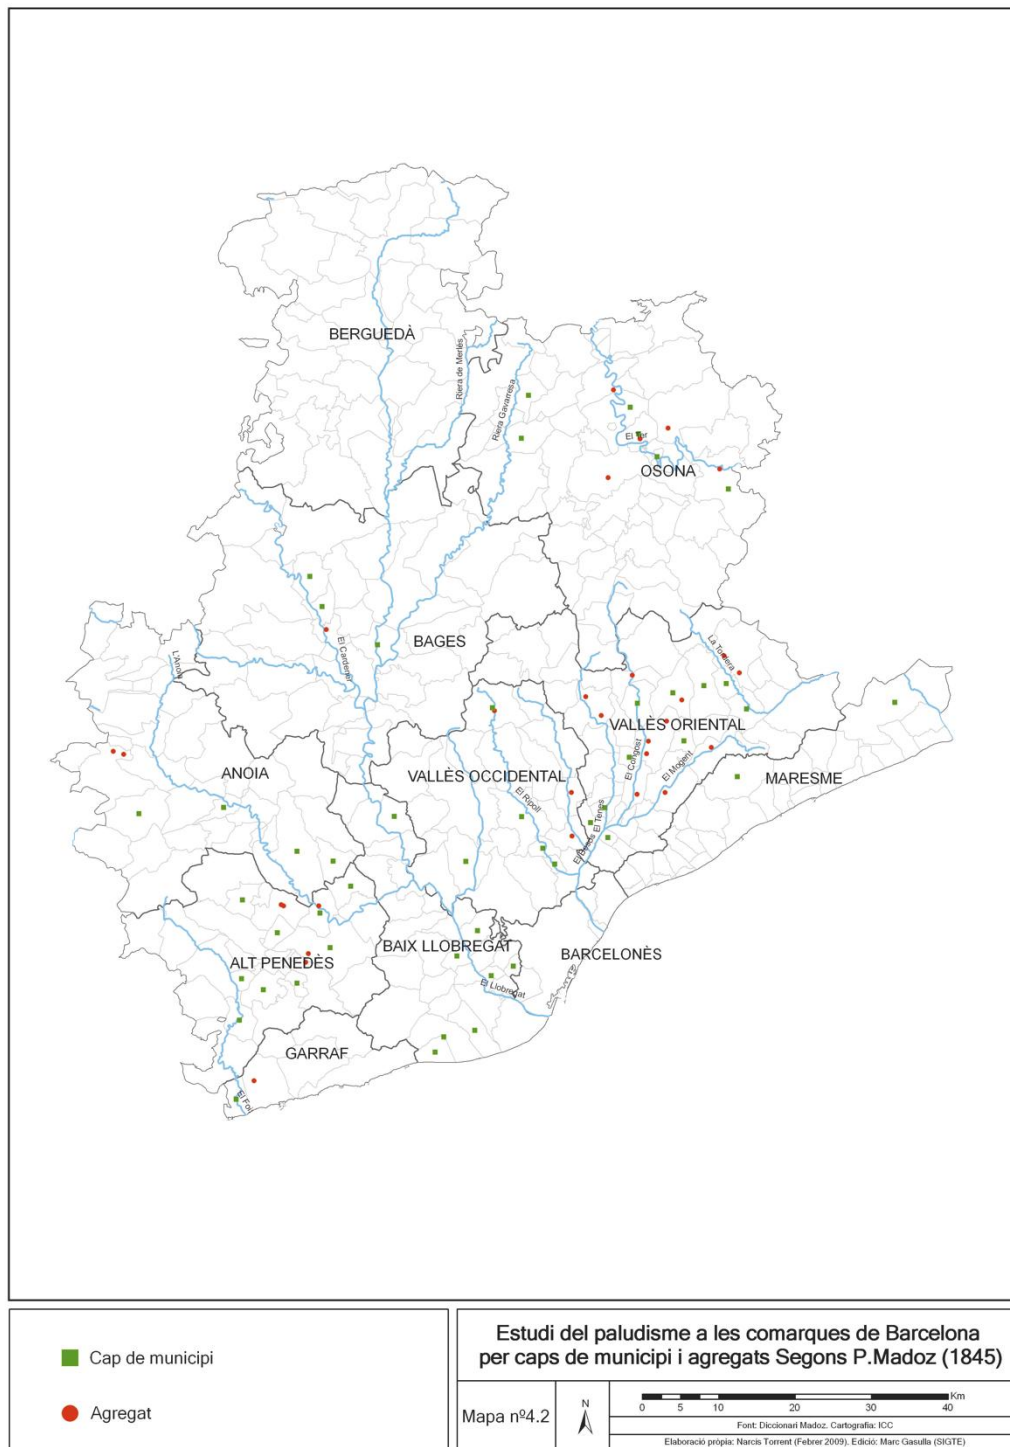 BERGUEDÀ
Riera de Merlès
Riera Gavarresa
El Ter
OSONA
El Cardener
BAGES
L'Anoia
La Tordera
VALLÈS ORIENTAL
ANOIA
VALLÈS OCCIDENTAL
El Ripoll
El Congost
El Mogent
MARESME
El Tenes
El Besòs
ALT PENEDÈS
BAIX LLOBREGAT
BARCELONÈS
El Llobregat
GARRAF
El Foix
Cap de municipi
Agregat
Estudi del paludisme a les comarques de Barcelona
per caps de municipi i agregats Segons P.Madoz (1845)
Mapa nº4.2
N
Km
0 5 10 20 30 40
Font: Diccionari Madoz. Cartografia: ICC
Elaboració pròpia: Narcís Torrent (Febrer 2009). Edició: Marc Gasulla (SIGTE)